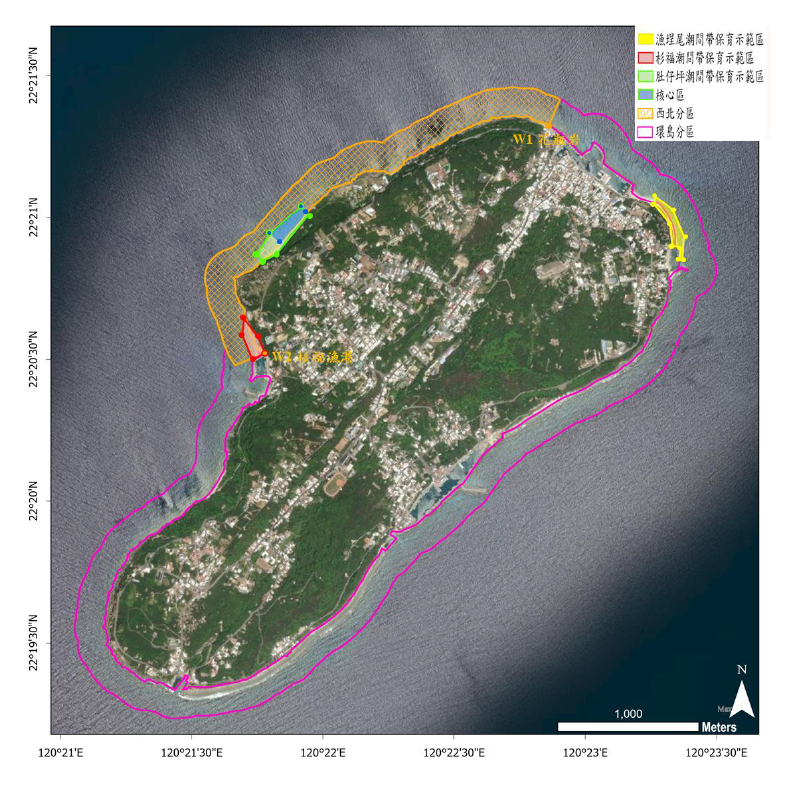 漁埕尾潮間帶保育示範區
杉福潮間帶保育示範區
肚仔坪潮間帶保育示範區
核心區
西北分區
環島分區
22°21'30"N
22°21'N
22°20'30"N
22°20'N
22°19'30"N
W1 花瓶岩
W2 杉福漁港
N
1,000
Meters
120°21'E
120°21'30"E
120°22'E
120°22'30"E
120°23'E
120°23'30"E